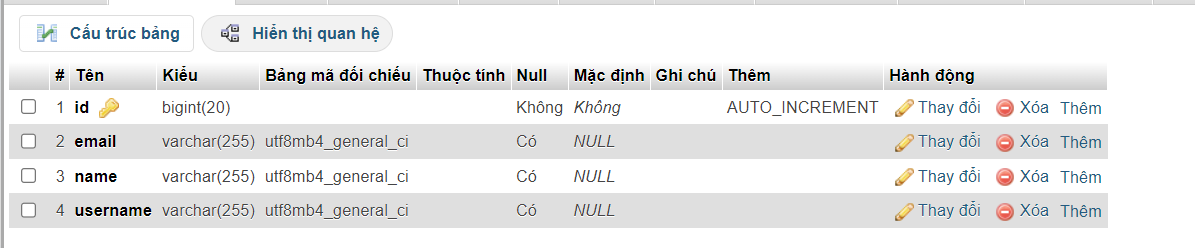 Cấu trúc bảng Hiển thị quan hệ
# Tên Kiểu Bảng mã đối chiếu Thuộc tính Null Mặc định Ghi chú Thêm Hành động
1 id bigint(20) Không Không AUTO_INCREMENT Thay đổi Xóa Thêm
2 email varchar(255) utf8mb4_general_ci Có NULL Thay đổi Xóa Thêm
3 name varchar(255) utf8mb4_general_ci Có NULL Thay đổi Xóa Thêm
4 username varchar(255) utf8mb4_general_ci Có NULL Thay đổi Xóa Thêm